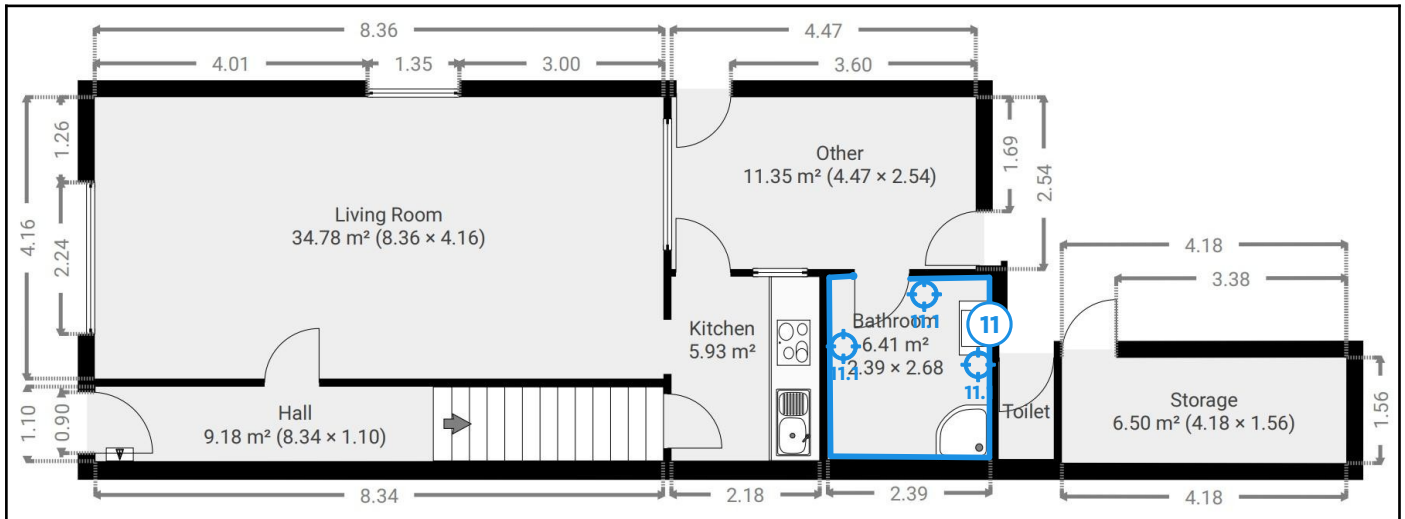 8.36
4.47
4.01
1.35
3.00
3.60
1.26
4.16
2.24
1.10
0.90
Living Room
34.78 m² (8.36 × 4.16)
Other
11.35 m² (4.47 × 2.54)
1.69
2.54
4.18
3.38
Kitchen
5.93 m²
Bathroom
6.41 m²
2.39 × 2.68
11
11.1
11.1
11.
Hall
9.18 m² (8.34 × 1.10)
Toilet
Storage
6.50 m² (4.18 × 1.56)
1.56
8.34
2.18
2.39
4.18